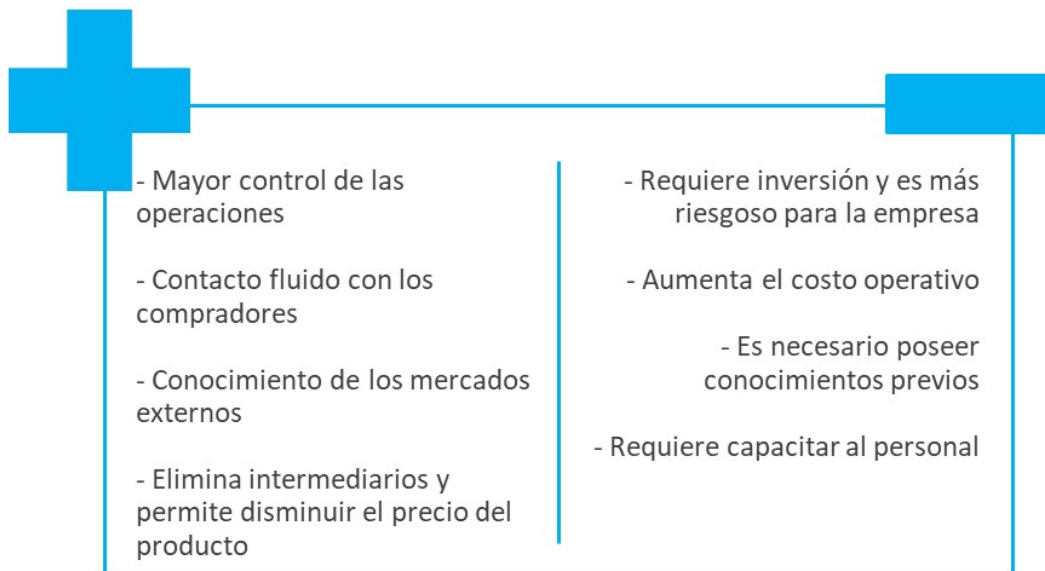 - Mayor control de las
operaciones
- Contacto fluido con los
compradores
- Conocimiento de los mercados
externos
- Elimina intermediarios y
permite disminuir el precio del
producto
- Requiere inversión y es más
riesgoso para la empresa
- Aumenta el costo operativo
- Es necesario poseer
conocimientos previos
- Requiere capacitar al personal